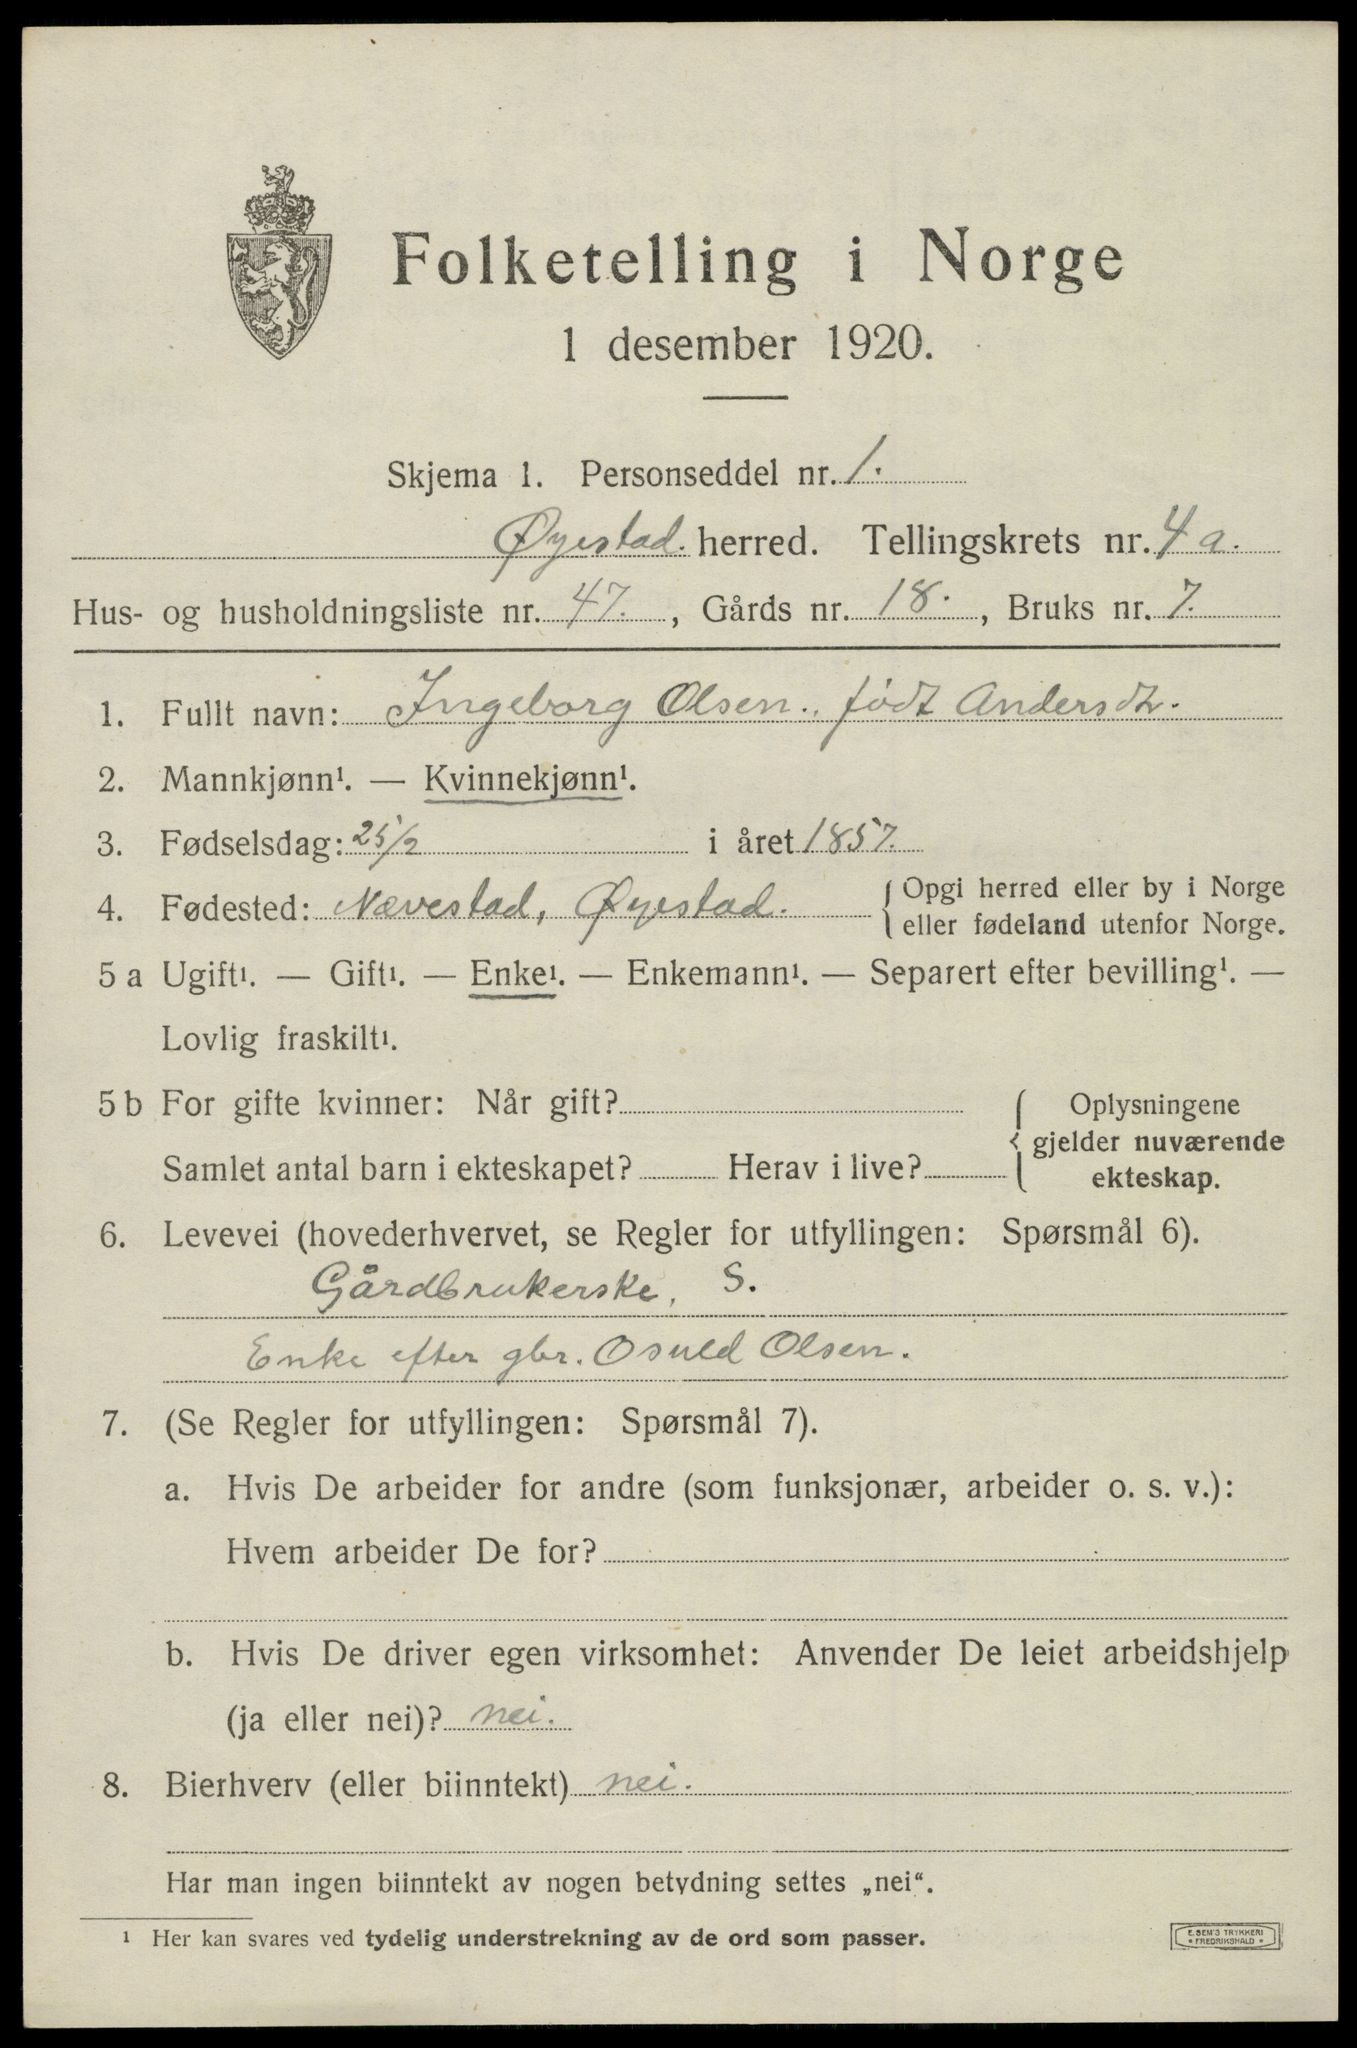 Folketelling i Norge
1 desember 1920.
Skjema 1. Personseddel nr. 1.
Øyestad. herred. Tellingskrets nr. 4 a.
Hus- og husholdningsliste nr. 47., Gårds nr. 18., Bruks nr. 7.
1. Fullt navn: Ingeborg Olsen., født Andersdt.
2. Mannkjønn¹. — Kvinnekjønn¹.
3. Fødselsdag: 25/2 i året 1857.
4. Fødested: Nævestad, Øyestad. { Opgi herred eller by i Norge
eller fødeland utenfor Norge.
5 a Ugift¹. — Gift¹. — Enke¹. — Enkemann¹. — Separert efter bevilling¹. —
Lovlig fraskilt¹.
5 b For gifte kvinner: Når gift? { Oplysningene
gjelder nuværende
Samlet antal barn i ekteskapet? Herav i live? ekteskap.
6. Levevei (hovederhvervet, se Regler for utfyllingen: Spørsmål 6).
Gårdbrukerske, S.
Enke efter gbr. Osuld Olsen.
7. (Se Regler for utfyllingen: Spørsmål 7).
a. Hvis De arbeider for andre (som funksjonær, arbeider o. s. v.):
Hvem arbeider De for?
b. Hvis De driver egen virksomhet: Anvender De leiet arbeidshjelp
(ja eller nei)? nei.
8. Bierhverv (eller biinntekt) nei.
Har man ingen biinntekt av nogen betydning settes „nei“.
¹ Her kan svares ved tydelig understrekning av de ord som passer.
E. SEM'S TRYKKERI
* FREDRIKSHALD *